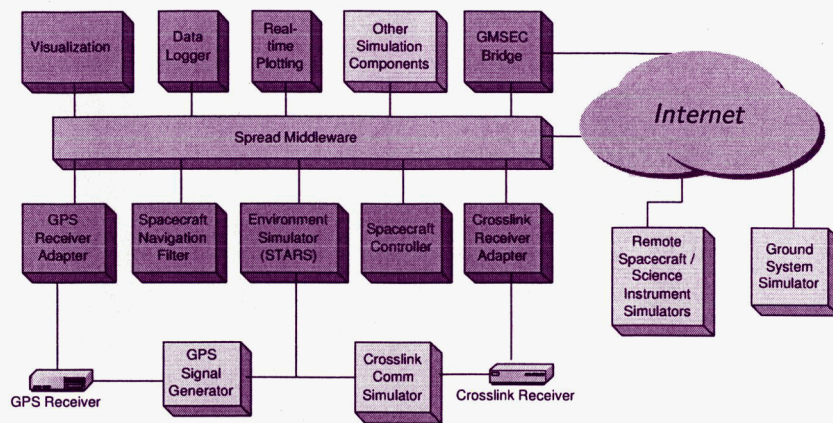 Visualization
Data
Logger
Real-
time
Plotting
Other
Simulation
Components
GMSEC
Bridge
Internet
Spread Middleware
GPS
Receiver
Adapter
Spacecraft
Navigation
Filter
Environment
Simulator
(STARS)
Spacecraft
Controller
Crosslink
Receiver
Adapter
Remote
Spacecraft /
Science
Instrument
Simulators
Ground
System
Simulator
GPS Receiver
GPS
Signal
Generator
Crosslink
Comm
Simulator
Crosslink Receiver